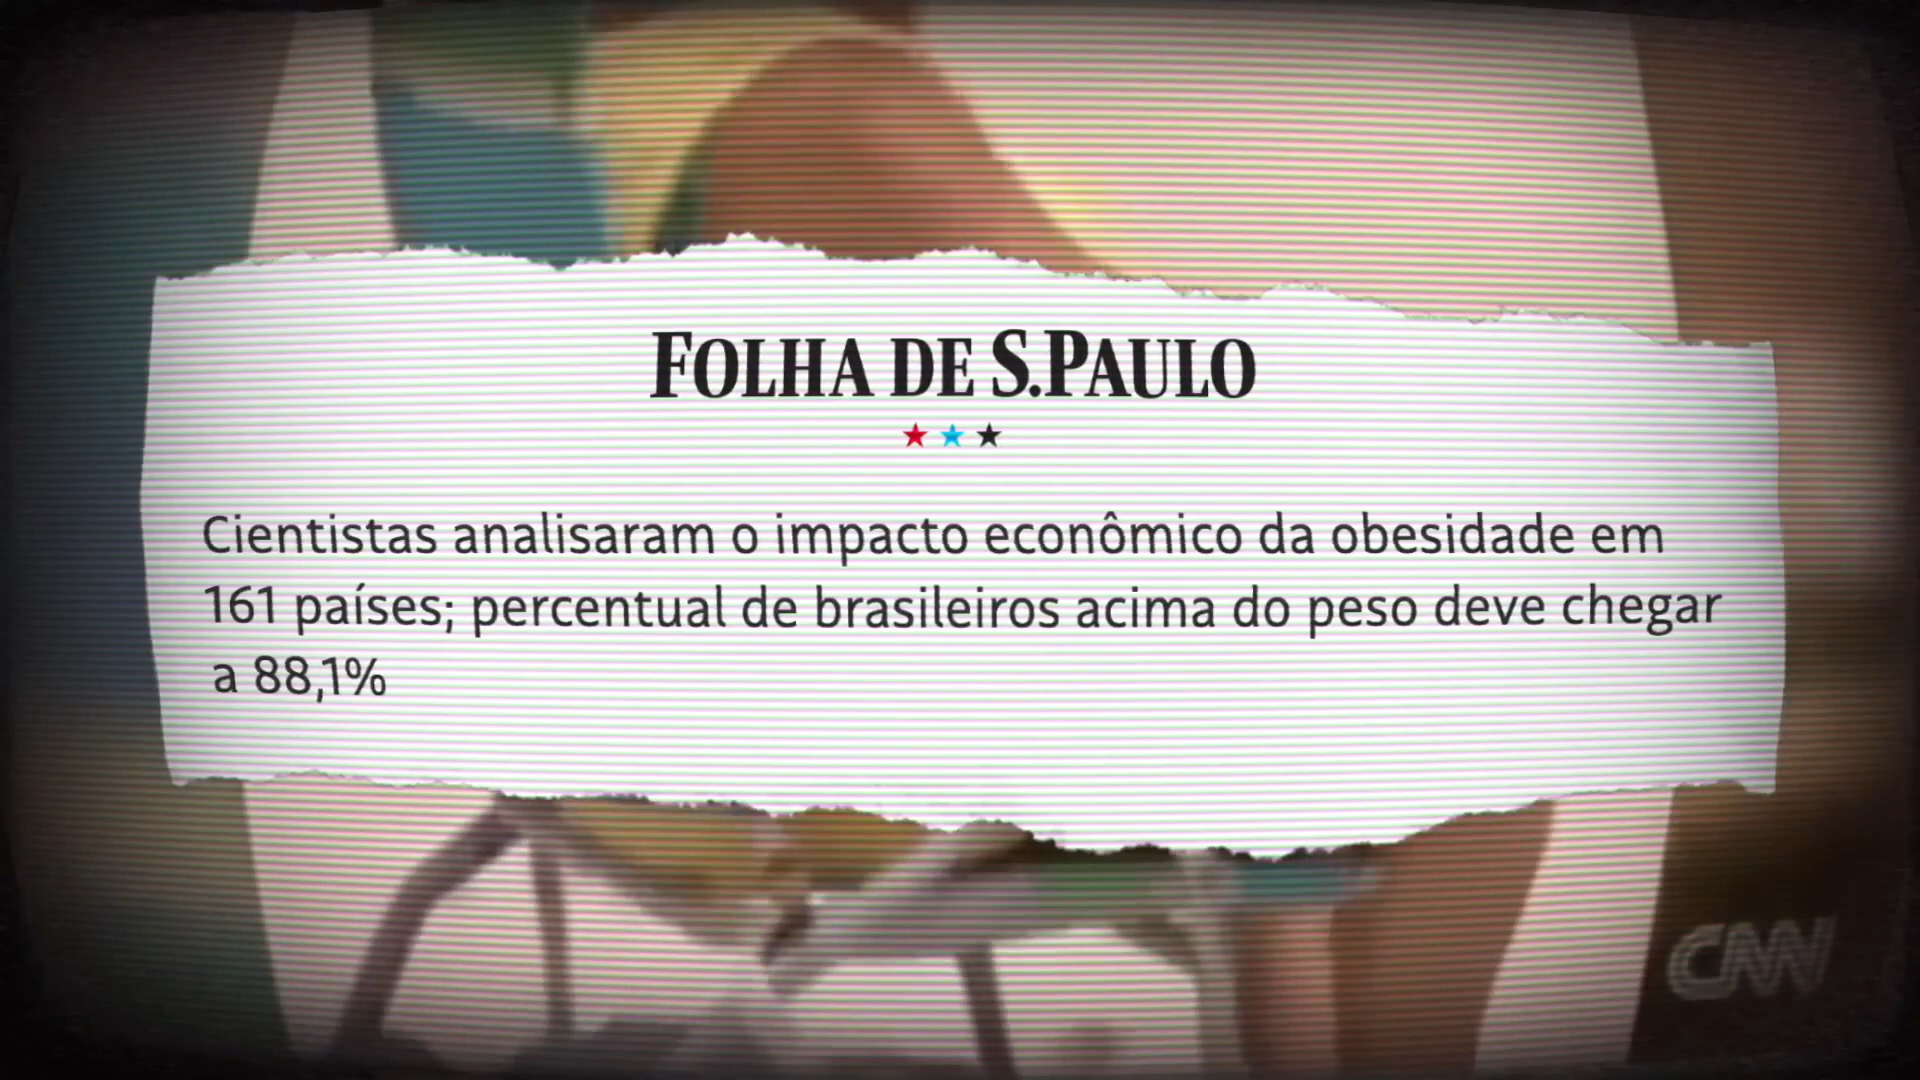 FOLHA DE S.PAULO
Cientistas analisaram o impacto econômico da obesidade em
161 países; percentual de brasileiros acima do peso deve chegar
a 88,1%
CNN